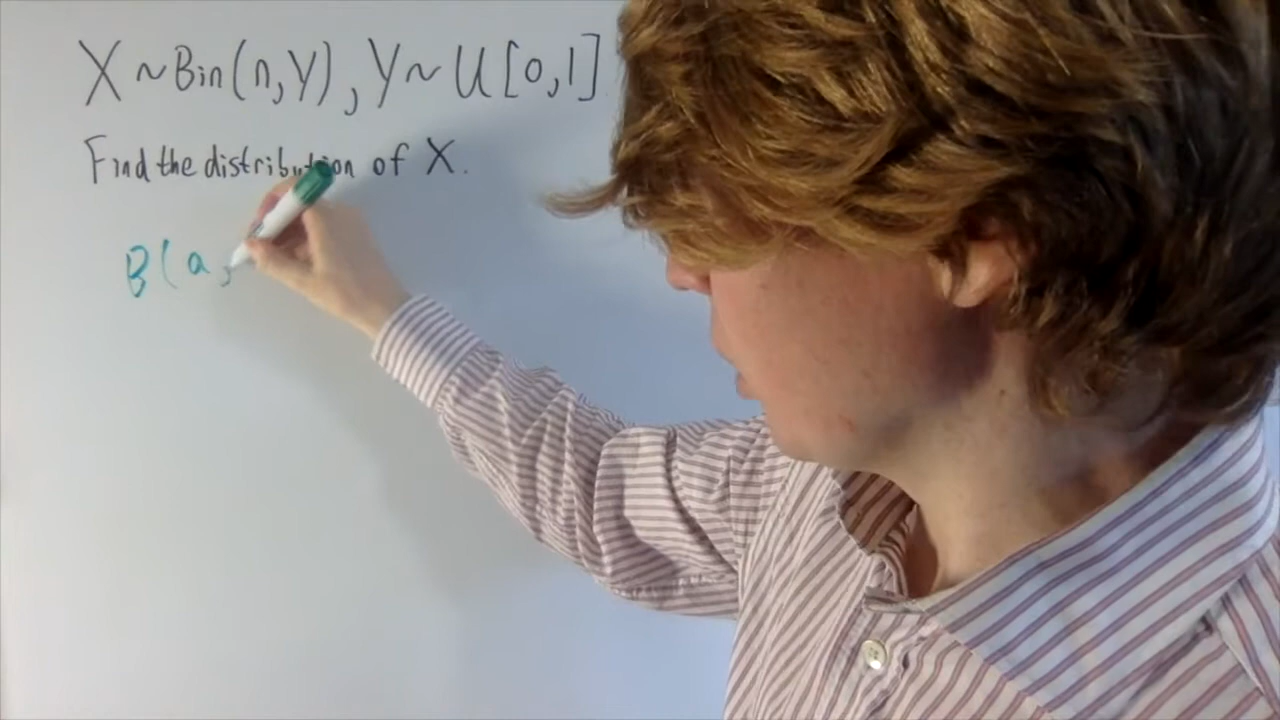 X ~ Bin(n,Y), Y ~ U[0,1]
Find the distribution of X.
B(a,